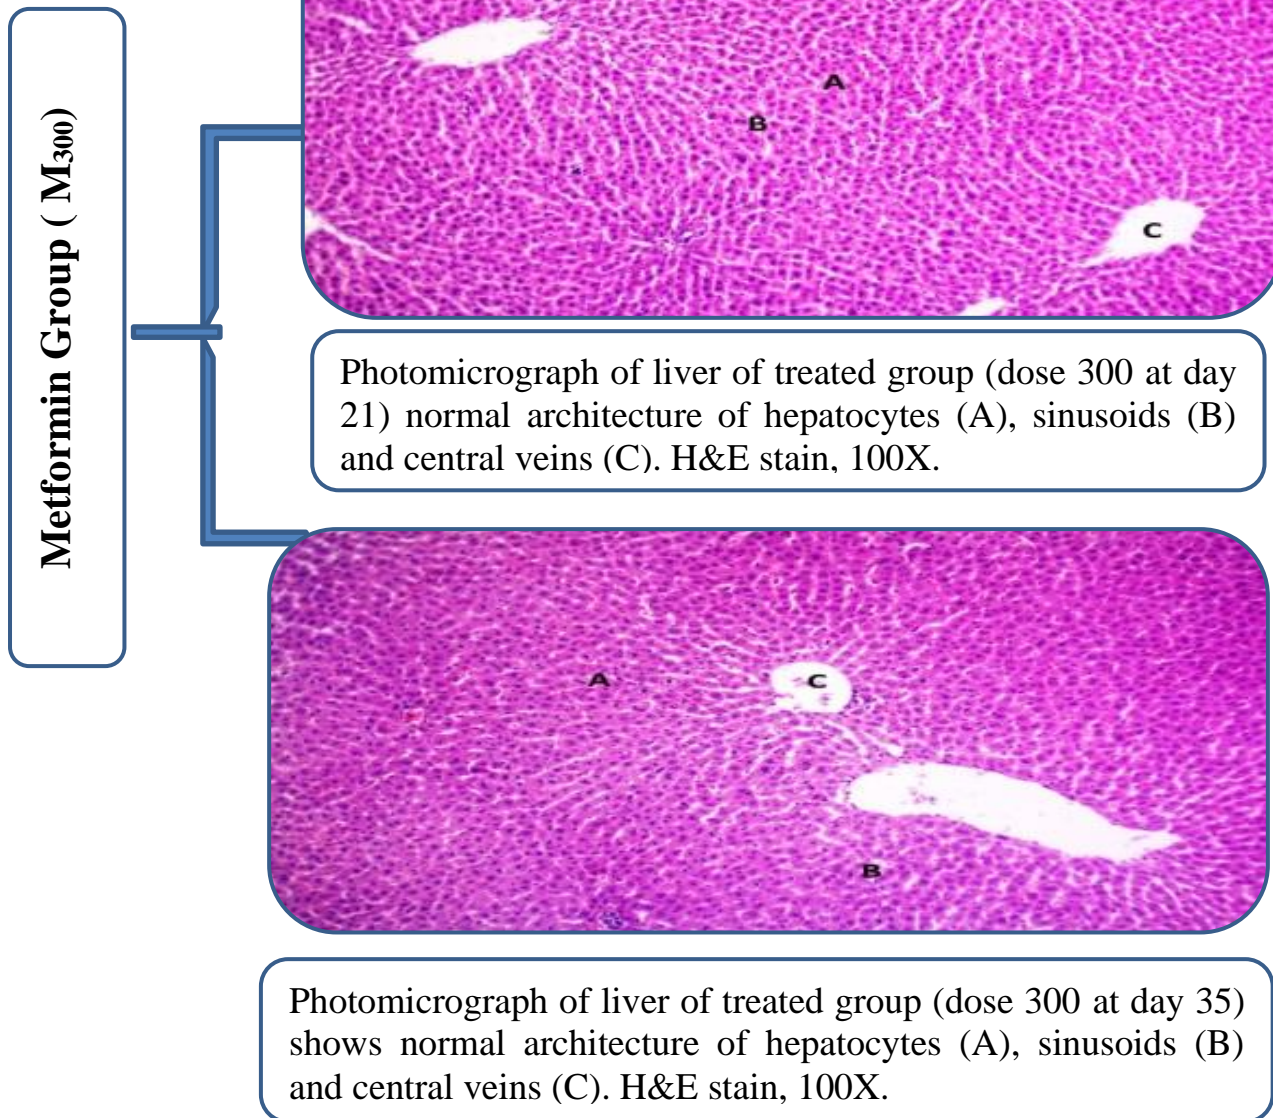 Metformin Group ( M300)
A
B
C
Photomicrograph of liver of treated group (dose 300 at day
21) normal architecture of hepatocytes (A), sinusoids (B)
and central veins (C). H&E stain, 100X.
A
C
B
Photomicrograph of liver of treated group (dose 300 at day 35)
shows normal architecture of hepatocytes (A), sinusoids (B)
and central veins (C). H&E stain, 100X.